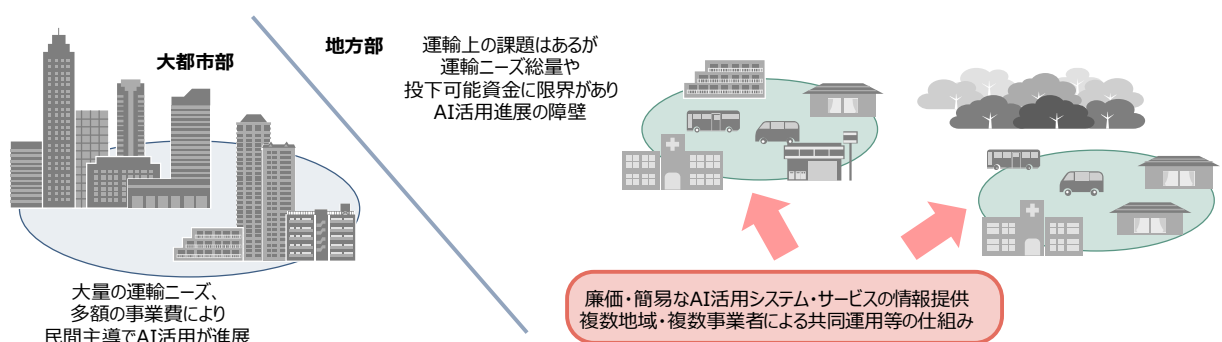 大都市部
大量の運輸ニーズ、
多額の事業費により
民間主導でAI活用が進展
地方部
運輸上の課題はあるが
運輸ニーズ総量や
投下可能資金に限界があり
AI活用進展の障壁
廉価・簡易なAI活用システム・サービスの情報提供
複数地域・複数事業者による共同運用等の仕組み